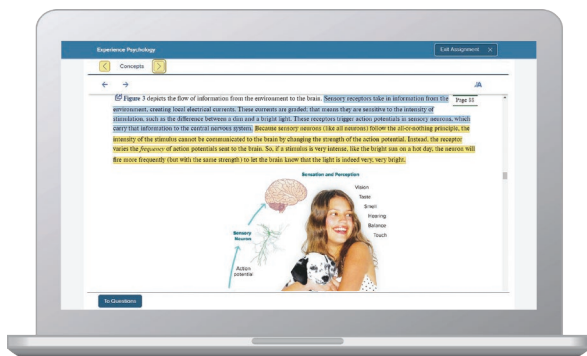 Experience Psychology
Exit Assignment X
< Concepts >
← →
Figure 3 depicts the flow of information from the environment to the brain. Sensory receptors take in information from the
Page 11
environment, creating local electrical currents. These currents are graded; that means they are sensitive to the intensity of
stimulation, such as the difference between a dim and a bright light. These receptors trigger action potentials in sensory neurons, which
carry that information to the central nervous system. Because sensory neurons (like all neurons) follow the all-or-nothing principle, the
intensity of the stimulus cannot be communicated to the brain by changing the strength of the action potential. Instead, the receptor
varies the frequency of action potentials sent to the brain. So, if a stimulus is very intense, like the bright sun on a hot day, the neuron will
fire more frequently (but with the same strength) to let the brain know that the light is indeed very, very bright.
Sensation and Perception
Vision
Taste
Smell
Hearing
Balance
Touch
Sensory
Neuron
Action
potential
To Questions